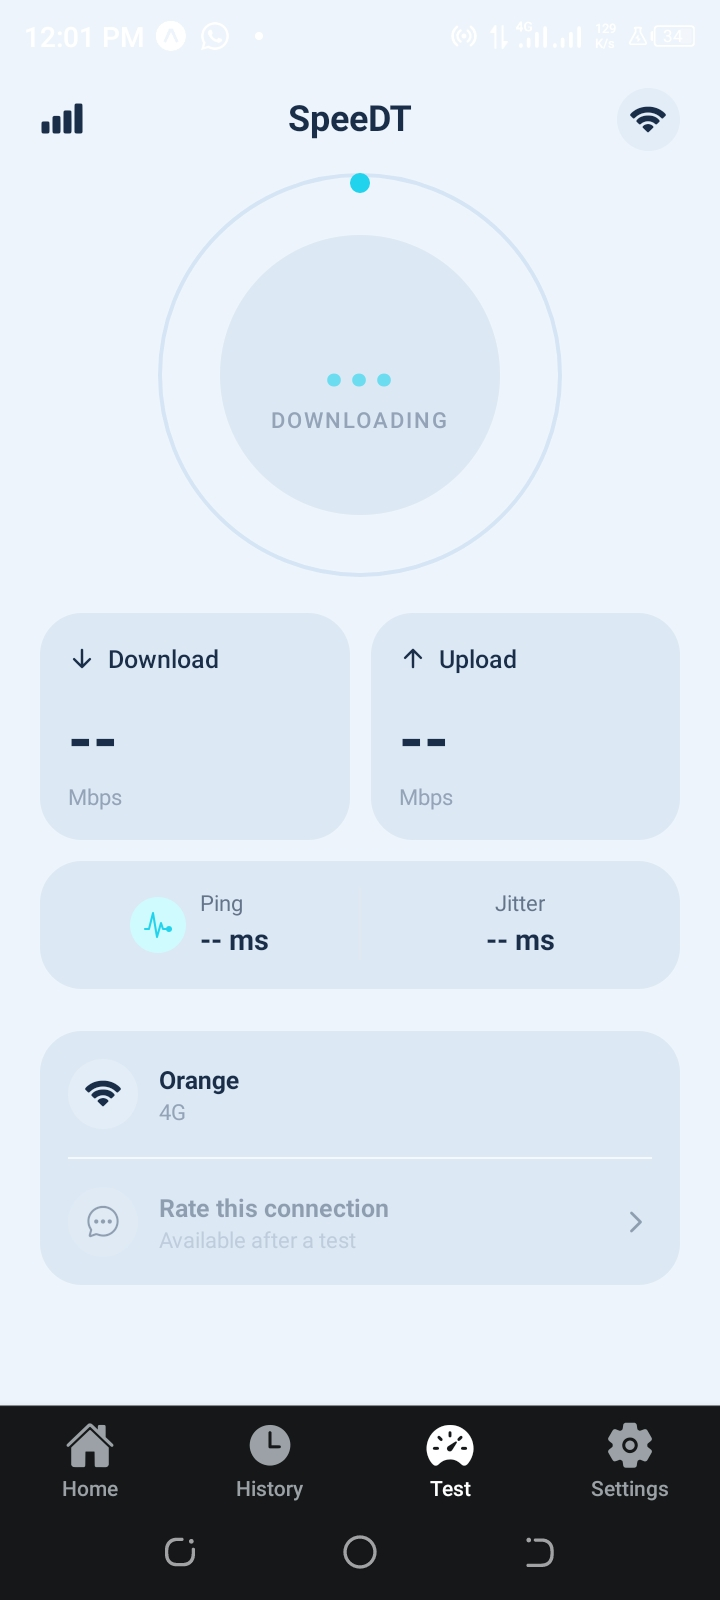 12:01 PM
4G
129
K/s
34
SpeeDT
DOWNLOADING
Download
Upload
--
--
Mbps
Mbps
Ping
Jitter
-- ms
-- ms
Orange
4G
Rate this connection
Available after a test
Home
History
Test
Settings